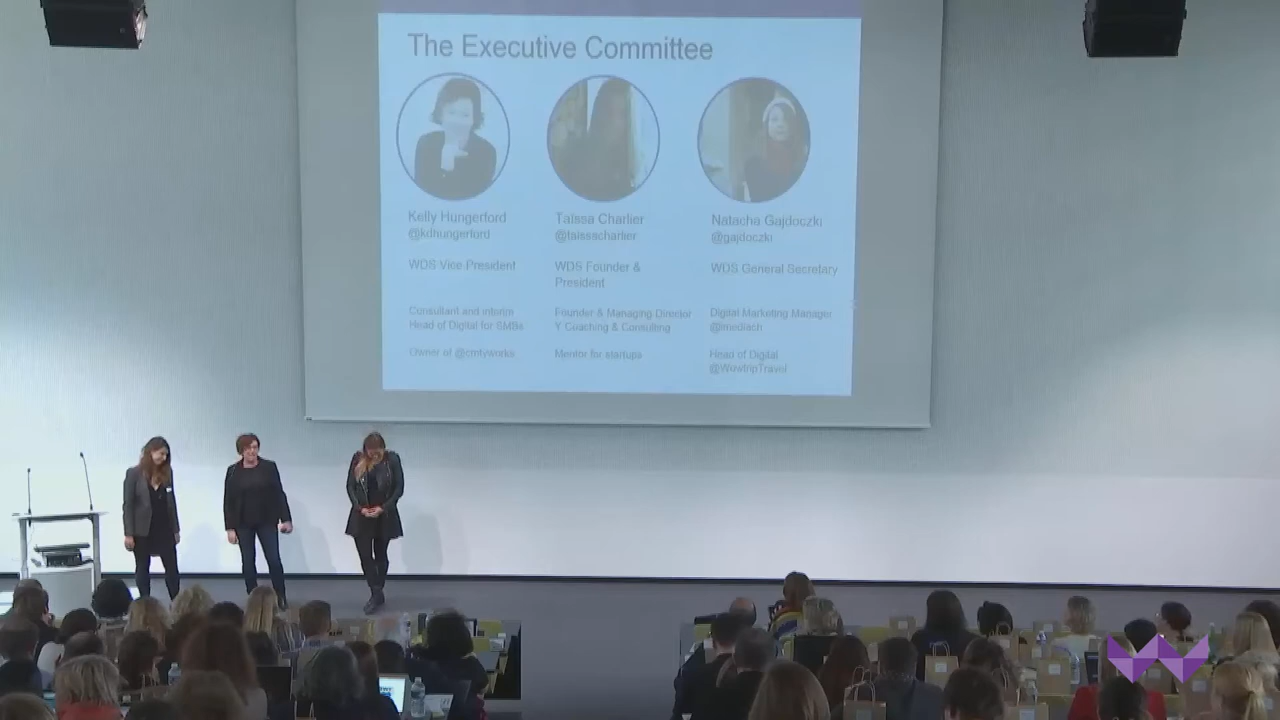 The Executive Committee
Kelly Hungerford
@kdhungerford
WDS Vice President
Consultant and interim
Head of Digital for SMBs
Owner of @cmtyworks
Taïssa Charlier
@taissacharlier
WDS Founder &
President
Founder & Managing Director
Y Coaching & Consulting
Mentor for startups
Natacha Gajdoczki
@gajdoczki
WDS General Secretary
Digital Marketing Manager
@imediach
Head of Digital
@WowtripTravel